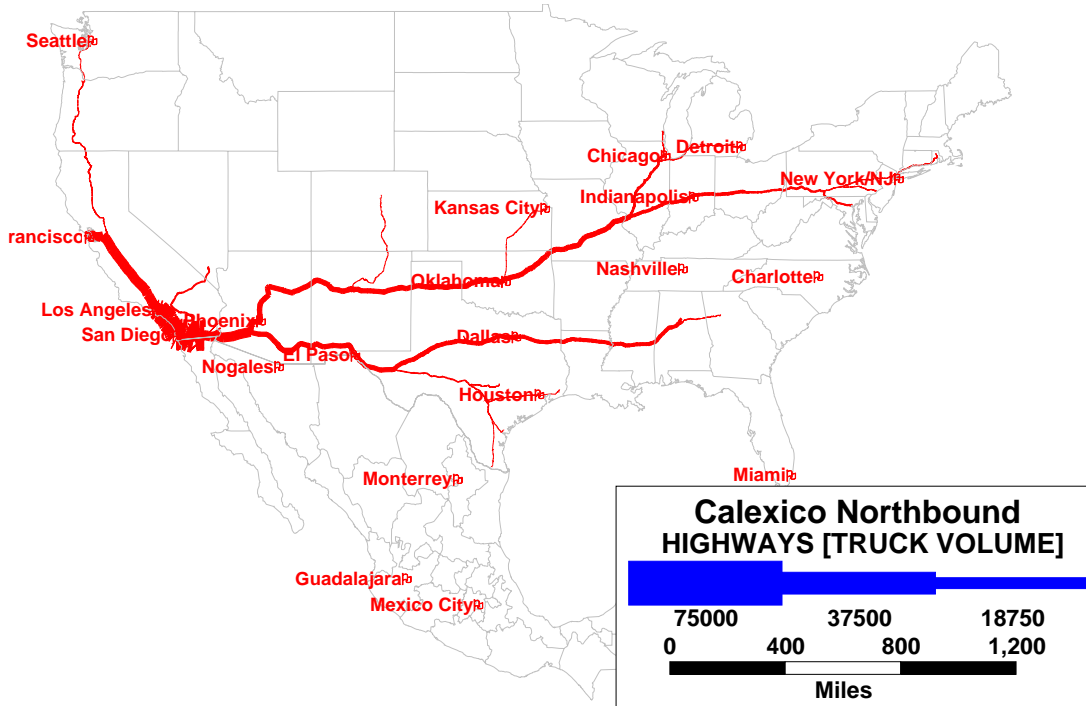 Seattle
Detroit
Chicago
New York/NJ
Indianapolis
Kansas City
rancisco
Nashville
Charlotte
Oklahoma
Los Angeles
Phoenix
San Diego
Dallas
El Paso
Nogales
Houston
Monterrey
Miami
Guadalajara
Mexico City
Calexico Northbound
HIGHWAYS [TRUCK VOLUME]
75000 37500 18750
0 400 800 1,200
Miles